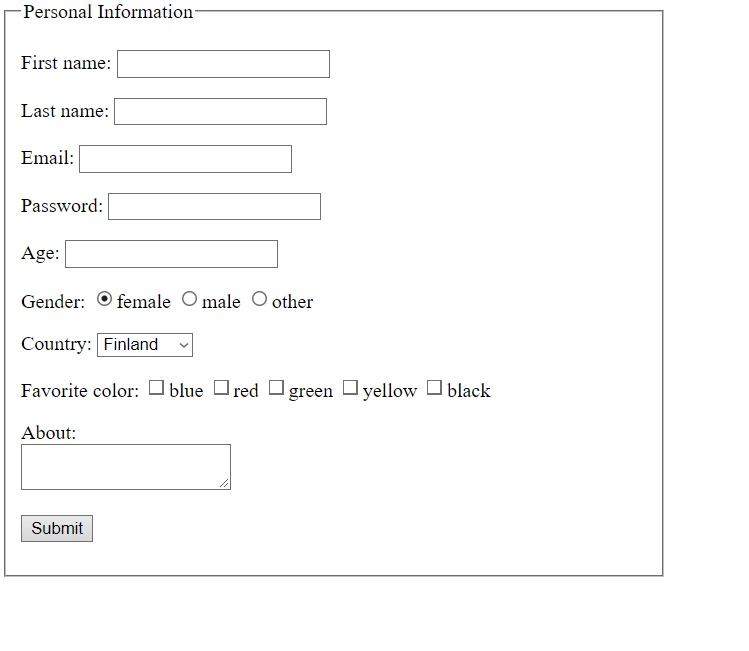 Personal Information
First name:
Last name:
Email:
Password:
Age:
Gender: female male other
Country: Finland
Favorite color: blue red green yellow black
About:
Submit